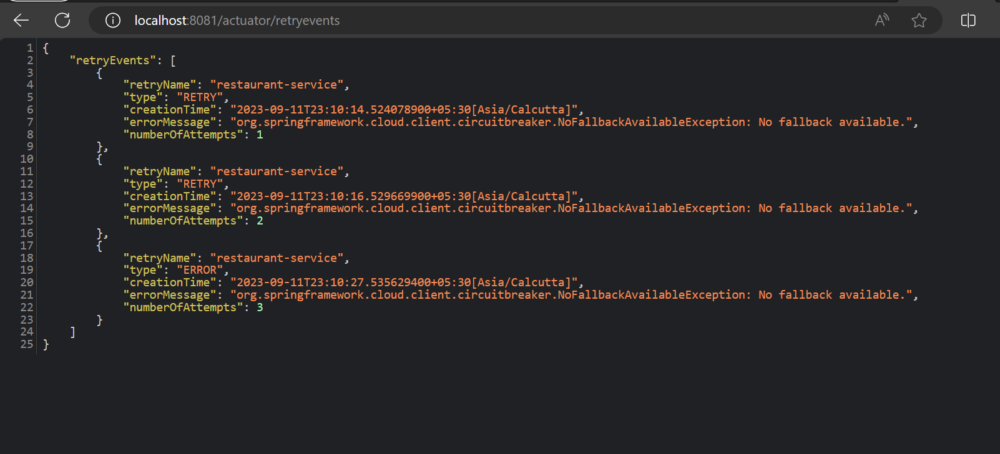 localhost:8081/actuator/retryevents
1 {
2 "retryEvents": [
3 {
4 "retryName": "restaurant-service",
5 "type": "RETRY",
6 "creationTime": "2023-09-11T23:10:14.524078900+05:30[Asia/Calcutta]",
7 "errorMessage": "org.springframework.cloud.client.circuitbreaker.NoFallbackAvailableException: No fallback available.",
8 "numberOfAttempts": 1
9 },
10 {
11 "retryName": "restaurant-service",
12 "type": "RETRY",
13 "creationTime": "2023-09-11T23:10:16.529669900+05:30[Asia/Calcutta]",
14 "errorMessage": "org.springframework.cloud.client.circuitbreaker.NoFallbackAvailableException: No fallback available.",
15 "numberOfAttempts": 2
16 },
17 {
18 "retryName": "restaurant-service",
19 "type": "ERROR",
20 "creationTime": "2023-09-11T23:10:27.535629400+05:30[Asia/Calcutta]",
21 "errorMessage": "org.springframework.cloud.client.circuitbreaker.NoFallbackAvailableException: No fallback available.",
22 "numberOfAttempts": 3
23 }
24 ]
25 }